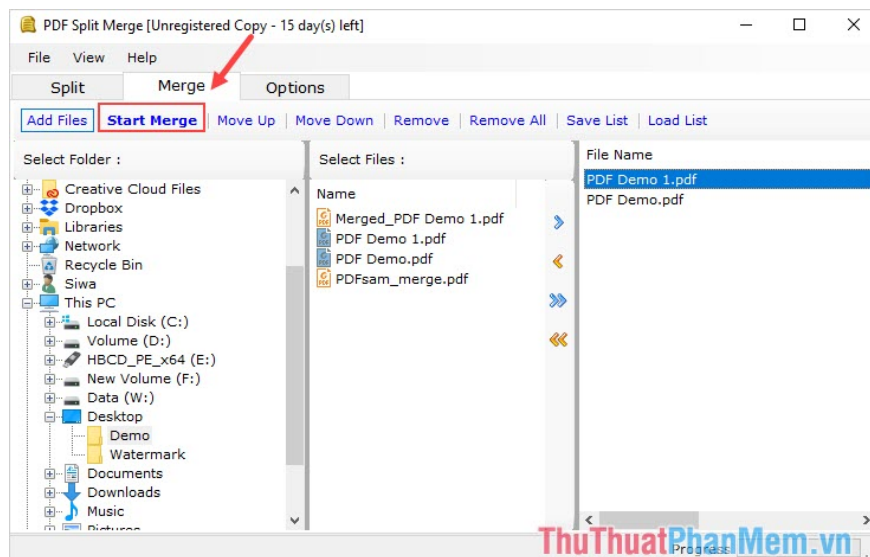 PDF Split Merge [Unregistered Copy - 15 day(s) left]
File View Help
Split Merge Options
Add Files Start Merge Move Up Move Down Remove Remove All Save List Load List
Select Folder :
Creative Cloud Files
Dropbox
Libraries
Network
Recycle Bin
Siwa
This PC
Local Disk (C:)
Volume (D:)
HBCD_PE_x64 (E:)
New Volume (F:)
Data (W:)
Desktop
Demo
Watermark
Documents
Downloads
Music
Pictures
Select Files :
Name
Merged_PDF Demo 1.pdf
PDF Demo 1.pdf
PDF Demo.pdf
PDFsam_merge.pdf
File Name
PDF Demo 1.pdf
PDF Demo.pdf
Progress
ThuThuatPhanMem.vn